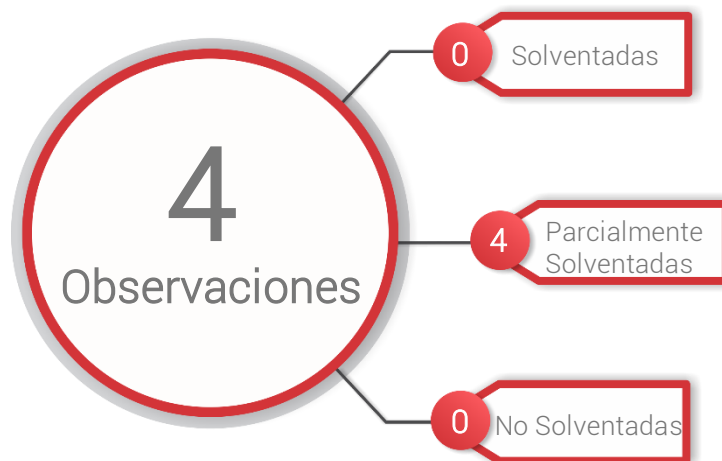 4
Observaciones
0
Solventadas
4
Parcialmente
Solventadas
0
No Solventadas